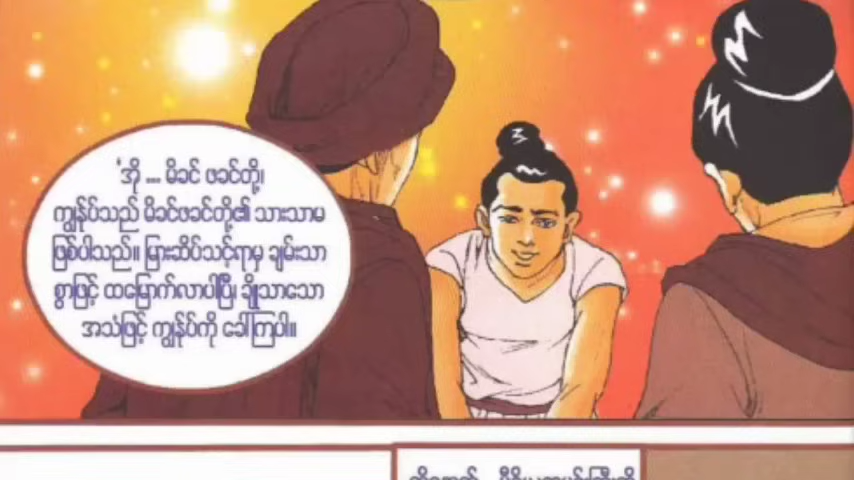 'အို ... မိခင် ဖခင်တို့၊
ကျွန်ုပ်သည် မိခင်ဖခင်တို့၏ သားသာမ
ဖြစ်ပါသည်။ မြားဆိပ်သင့်ရာမှ ချမ်းသာ
စွာဖြင့် ထမြောက်လာပါပြီ၊ ချိုသာသော
အသံဖြင့် ကျွန်ုပ်ကို ခေါ်ကြပါ။